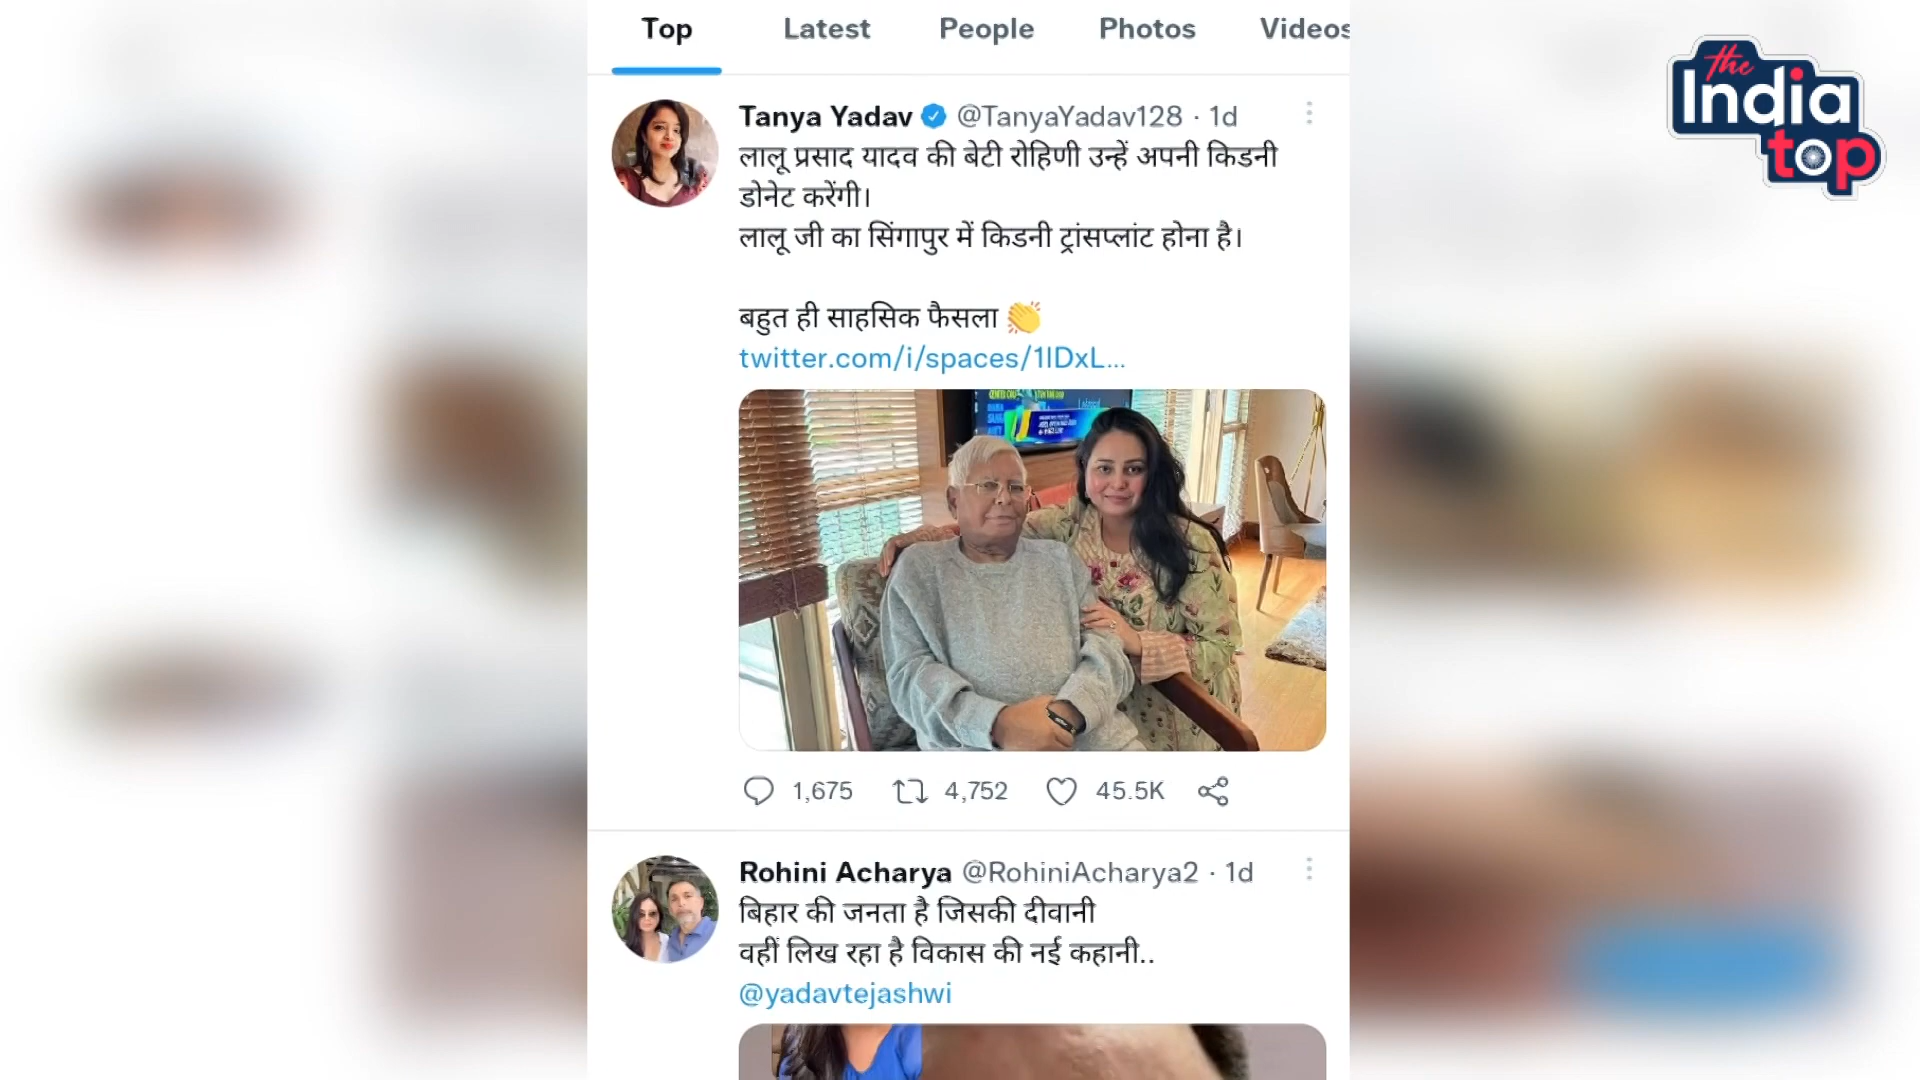 Top Latest People Photos Videos
the
India
top
Tanya Yadav @TanyaYadav128 · 1d
लालू प्रसाद यादव की बेटी रोहिणी उन्हें अपनी किडनी
डोनेट करेंगी।
लालू जी का सिंगापुर में किडनी ट्रांसप्लांट होना है।
बहुत ही साहसिक फैसला 👏
twitter.com/i/spaces/1lDxL...
1,675 4,752 45.5K
Rohini Acharya @RohiniAcharya2 · 1d
बिहार की जनता है जिसकी दीवानी
वहीं लिख रहा है विकास की नई कहानी..
@yadavtejashwi